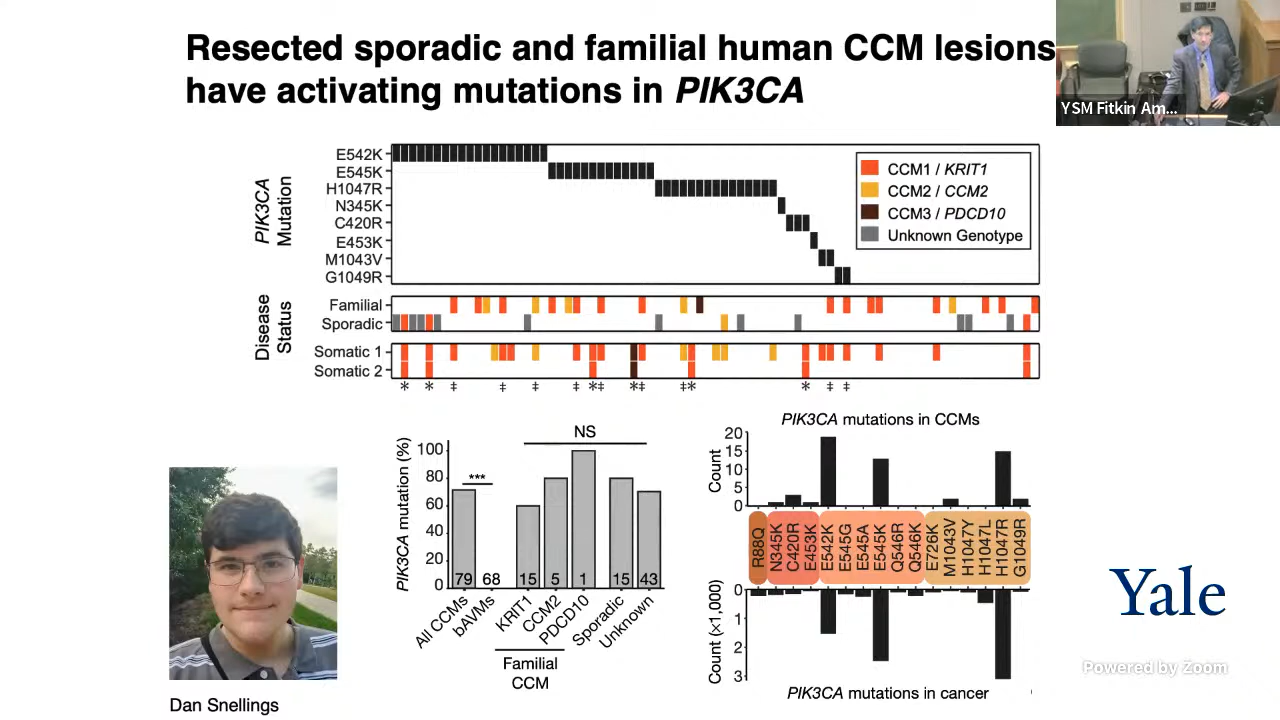 Resected sporadic and familial human CCM lesions
have activating mutations in PIK3CA
YSM Fitkin Am...
PIK3CA
Mutation
E542K
E545K
H1047R
N345K
C420R
E453K
M1043V
G1049R
CCM1 / KRIT1
CCM2 / CCM2
CCM3 / PDCD10
Unknown Genotype
Disease
Status
Familial
Sporadic
Somatic 1
Somatic 2
* * ‡ ‡ ‡ ‡ *‡ *‡ ‡* * ‡ ‡
PIK3CA mutation (%)
100
80
60
40
20
0
***
NS
79 68 15 5 1 15 43
All CCMs
bAVMs
KRIT1
CCM2
PDCD10
Sporadic
Unknown
Familial
CCM
PIK3CA mutations in CCMs
Count
20
15
10
5
0
R88Q
N345K
C420R
E453K
E542K
E545G
E545A
E545K
Q546R
Q546K
E726K
M1043V
H1047Y
H1047L
H1047R
G1049R
Count (×1,000)
0
1
2
3
PIK3CA mutations in cancer
Dan Snellings
Yale
Powered by Zoom